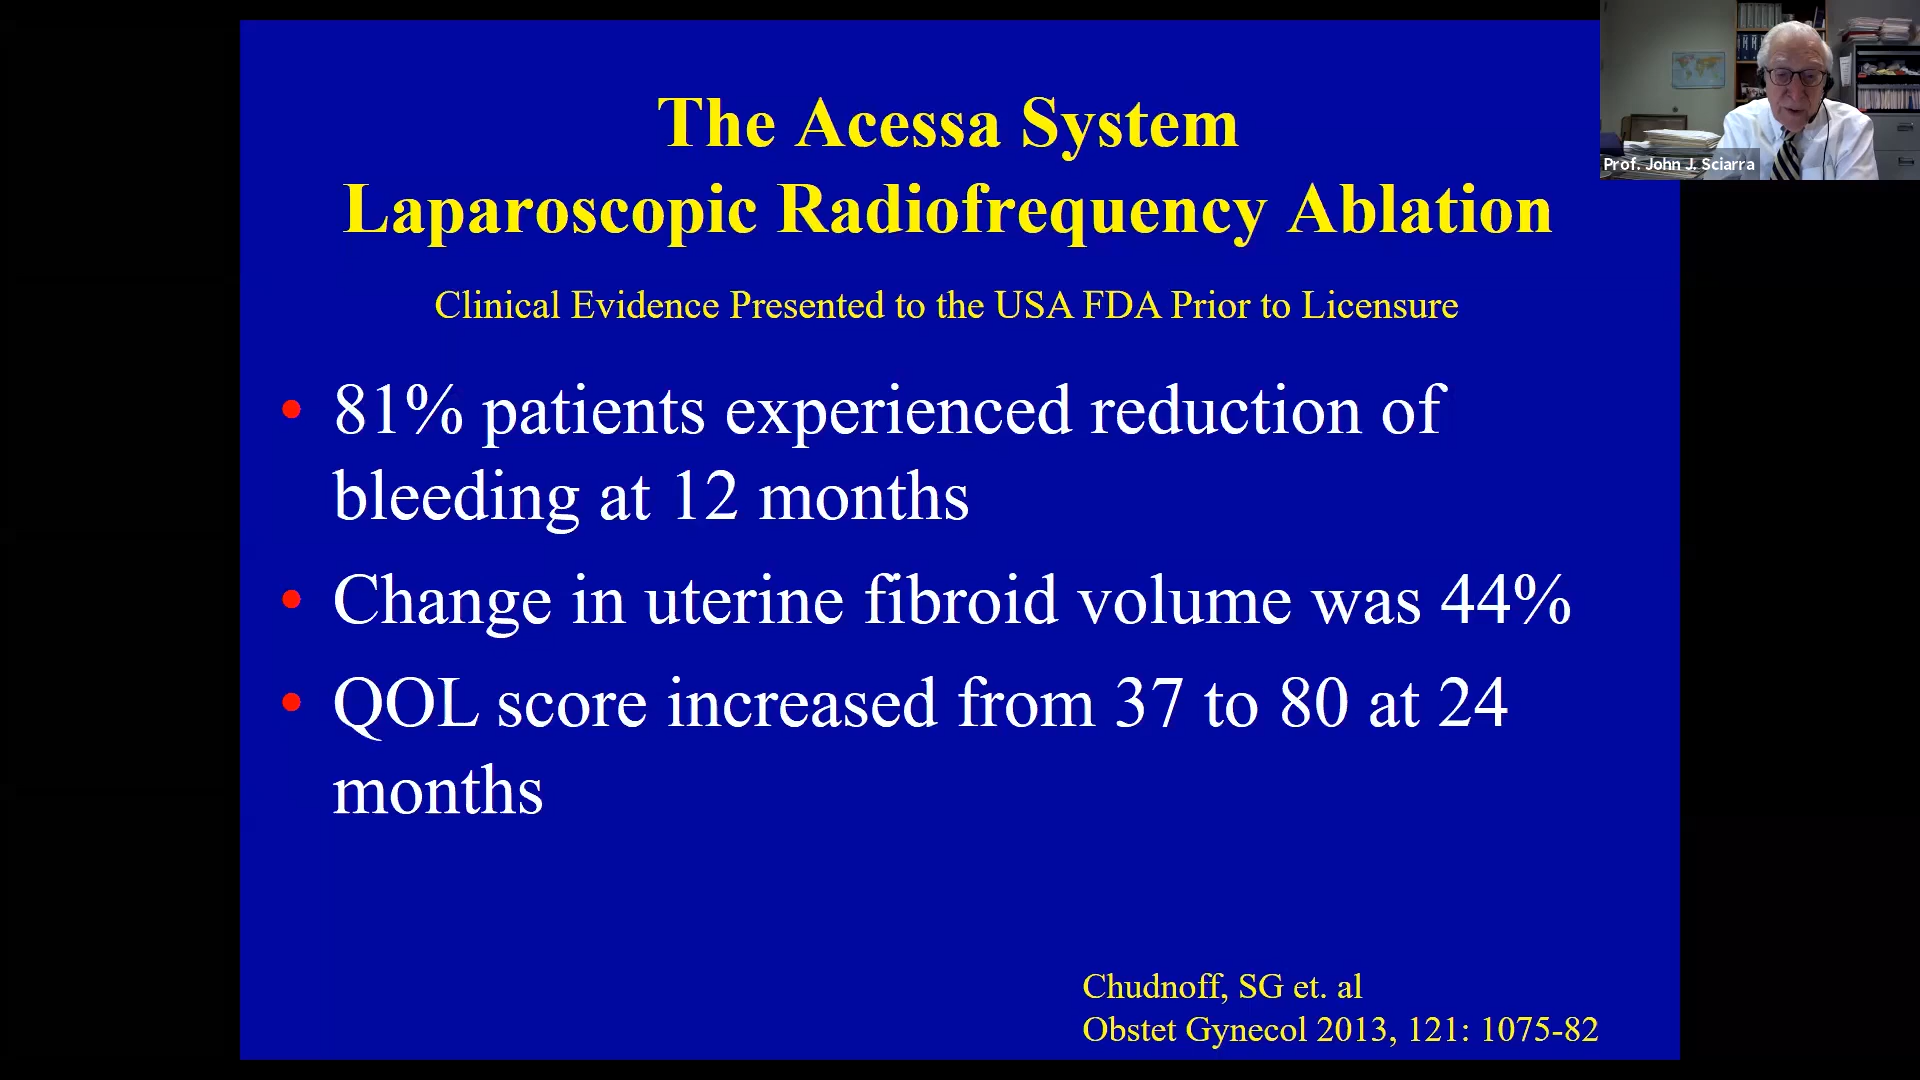 The Acessa System
Laparoscopic Radiofrequency Ablation
Clinical Evidence Presented to the USA FDA Prior to Licensure
• 81% patients experienced reduction of
bleeding at 12 months
• Change in uterine fibroid volume was 44%
• QOL score increased from 37 to 80 at 24
months
Chudnoff, SG et. al
Obstet Gynecol 2013, 121: 1075-82
Prof. John J. Sciarra